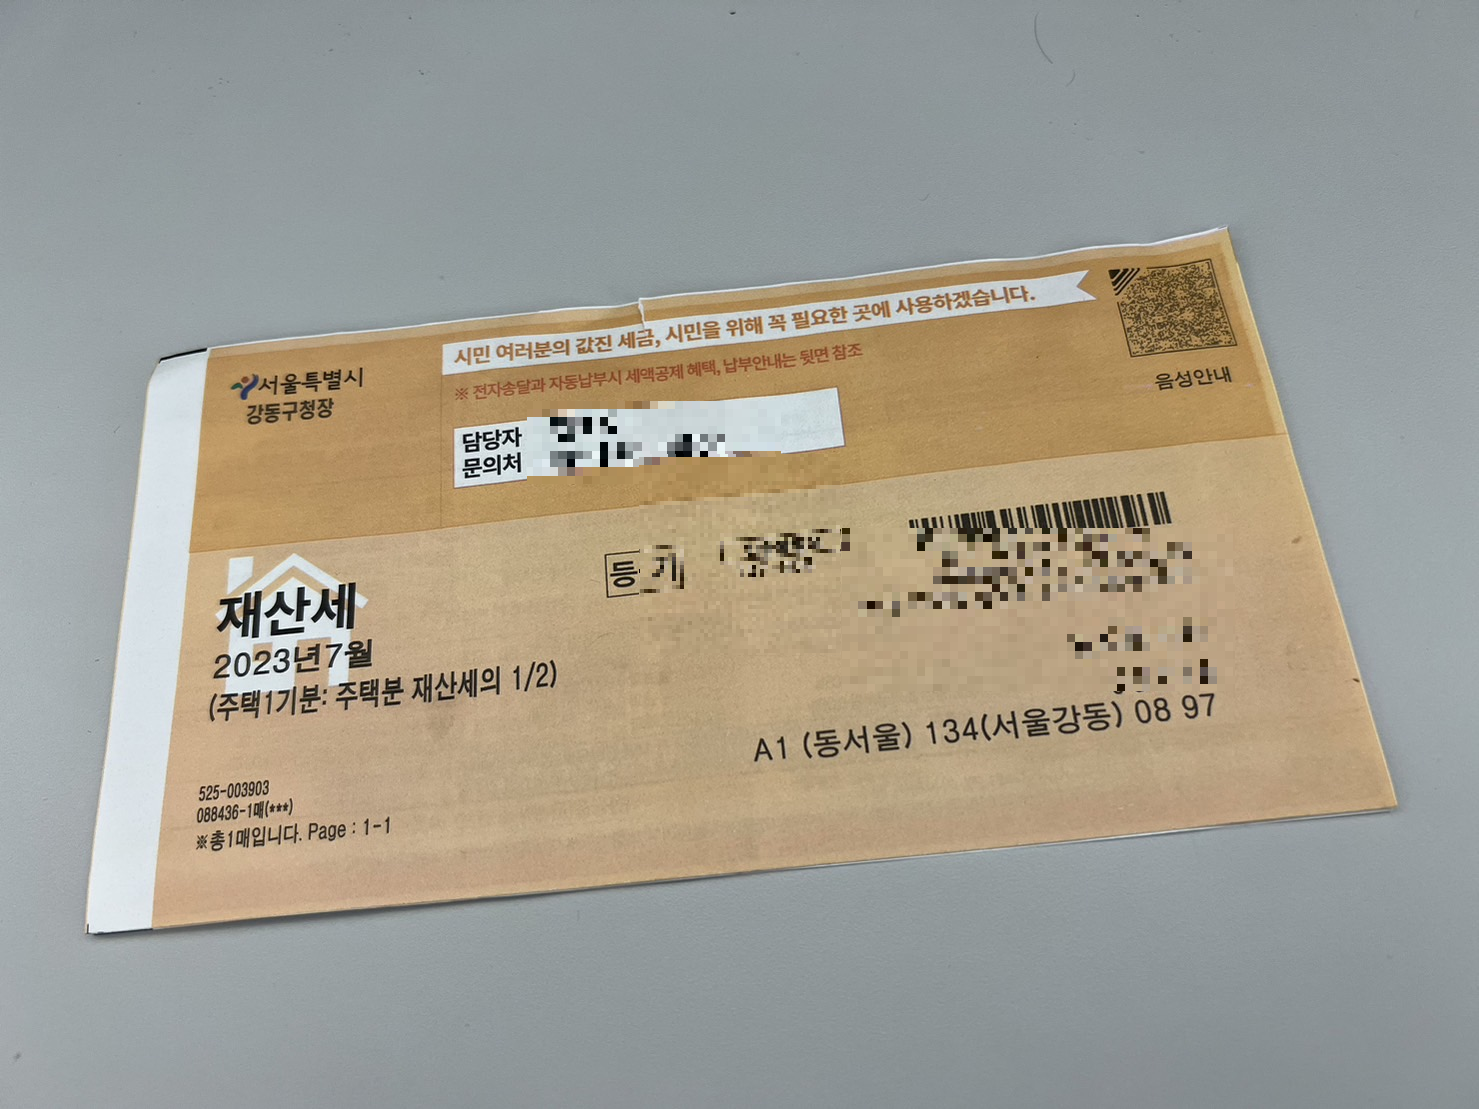 시민 여러분의 값진 세금, 시민을 위해 꼭 필요한 곳에 사용하겠습니다.
※ 전자송달과 자동납부시 세액공제 혜택, 납부안내는 뒷면 참조
서울특별시
강동구청장
음성안내
담당자
문의처
등기
재산세
2023년7월
(주택1기분: 주택분 재산세의 1/2)
A1 (동서울) 134(서울강동) 08 97
525-003903
088436-1매(***)
※총1매입니다. Page : 1-1